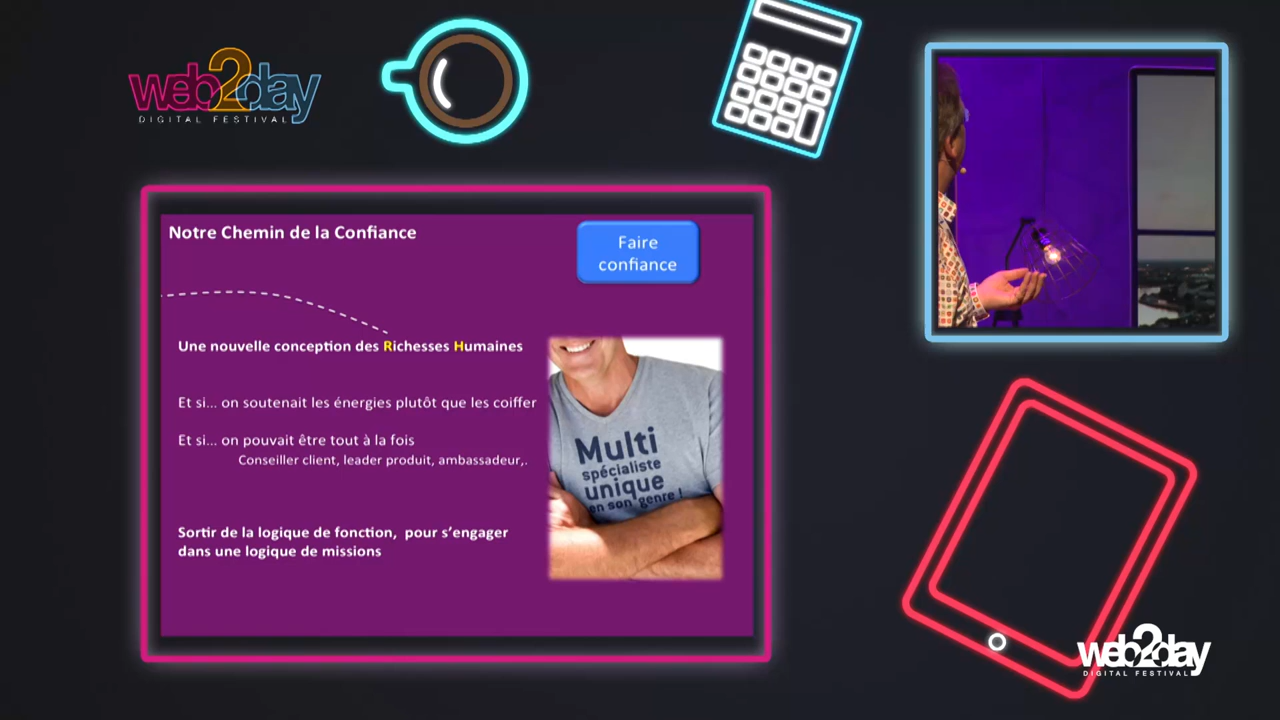 web2day
DIGITAL FESTIVAL
Notre Chemin de la Confiance
Faire
confiance
Une nouvelle conception des Richesses Humaines
Et si... on soutenait les énergies plutôt que les coiffer
Et si... on pouvait être tout à la fois
Conseiller client, leader produit, ambassadeur,.
Multi
spécialiste
unique
en son genre !
Sortir de la logique de fonction, pour s’engager
dans une logique de missions
web2day
DIGITAL FESTIVAL